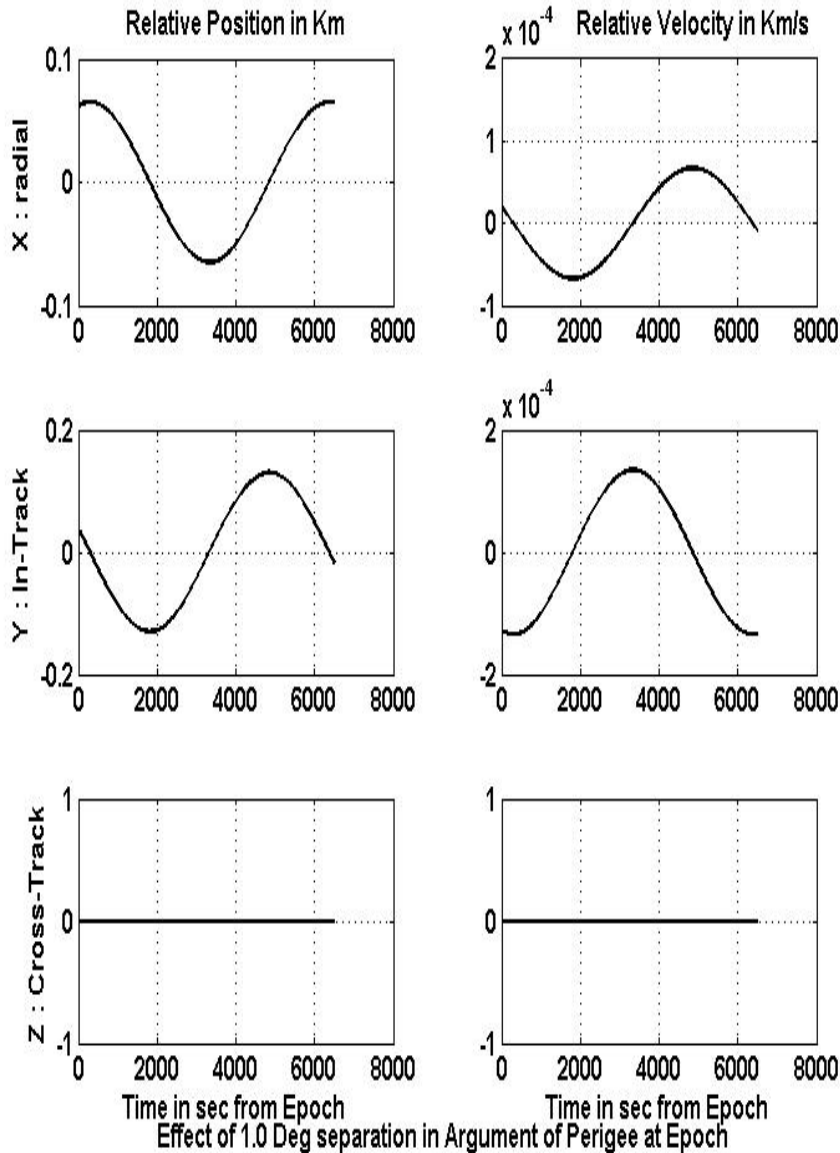 Relative Position in Km
Relative Velocity in Km/s
x 10-4
0.1
0
-0.1
X : radial
0 2000 4000 6000 8000
2
1
0
-1
0 2000 4000 6000 8000
x 10-4
0.2
0
-0.2
Y : In-Track
0 2000 4000 6000 8000
2
0
-2
0 2000 4000 6000 8000
1
0
-1
Z : Cross-Track
0 2000 4000 6000 8000
1
0
-1
0 2000 4000 6000 8000
Time in sec from Epoch
Time in sec from Epoch
Effect of 1.0 Deg separation in Argument of Perigee at Epoch